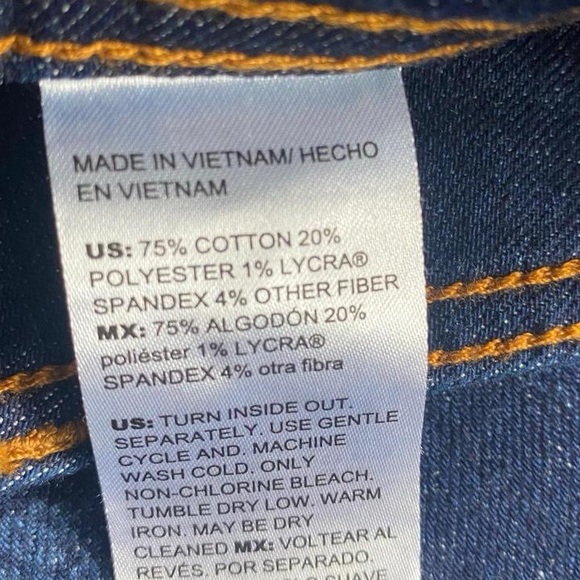 MADE IN VIETNAM/ HECHO
EN VIETNAM
US: 75% COTTON 20%
POLYESTER 1% LYCRA®
SPANDEX 4% OTHER FIBER
MX: 75% ALGODÓN 20%
poliéster 1% LYCRA®
SPANDEX 4% otra fibra
US: TURN INSIDE OUT.
SEPARATELY. USE GENTLE
CYCLE AND. MACHINE
WASH COLD. ONLY
NON-CHLORINE BLEACH.
TUMBLE DRY LOW. WARM
IRON. MAY BE DRY
CLEANED MX: VOLTEAR AL
REVÉS. POR SEPARADO.
SUAVE